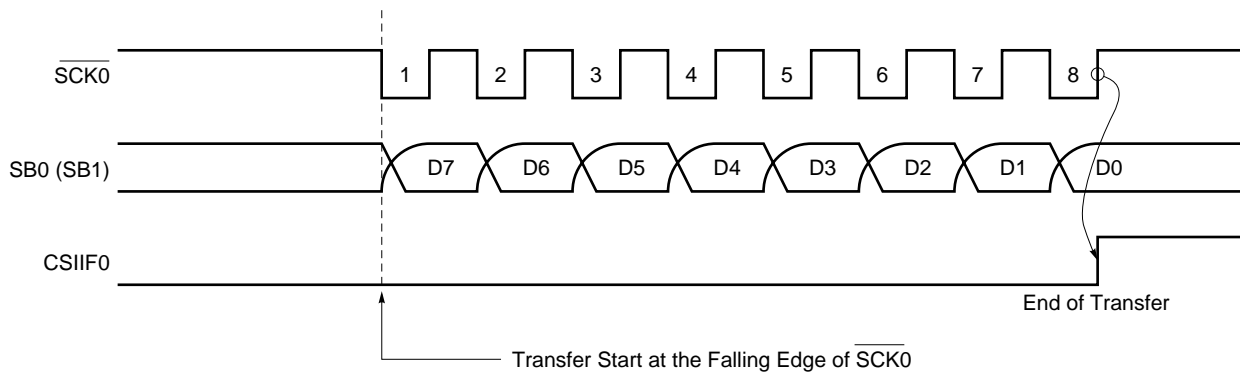 SCK0
1 2 3 4 5 6 7 8
SB0 (SB1)
D7 D6 D5 D4 D3 D2 D1 D0
CSIIF0
End of Transfer
Transfer Start at the Falling Edge of SCK0